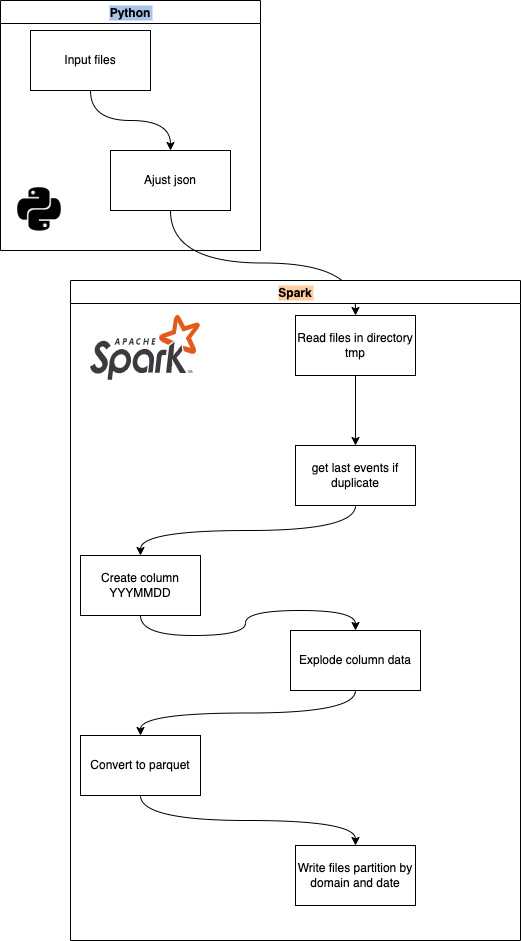 Python
Input files
Ajust json
Spark
APACHE
Spark
Read files in directory
tmp
get last events if
duplicate
Create column
YYYMMDD
Explode column data
Convert to parquet
Write files partition by
domain and date